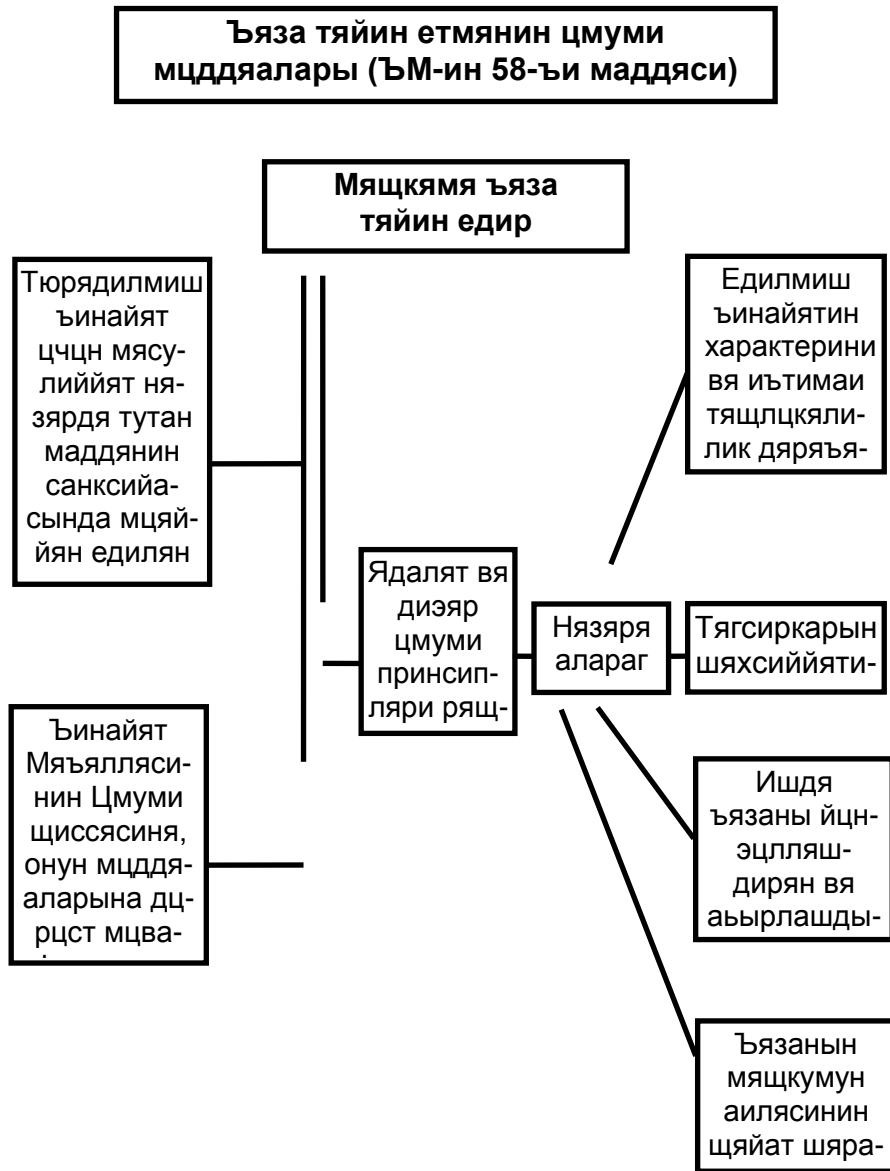 Ъяза тяйин етмянин цмуми
мцддяалары (ЪМ-ин 58-ъи маддяси)
Мящкямя ъяза
тяйин едир
Тюрядилмиш
ъинайят
цчцн мясу-
лиййят ня-
зярдя тутан
маддянин
санксийа-
сында мцяй-
йян едилян
Ъинайят
Мяъялляси-
нин Цмуми
щиссясиня,
онун мцддя-
аларына дц-
рцст мцва-
Ядалят вя
диэяр
цмуми
принсип-
ляри рящ-
Нязяря
алараг
Едилмиш
ъинайятин
характерини
вя иътимаи
тящлцкяли-
лик дяряъя-
Тягсиркарын
шяхсиййяти-
Ишдя
ъязаны йцн-
эцлляш-
дирян вя
аьырлашды-
Ъязанын
мящкумун
аилясинин
щяйат шяра-